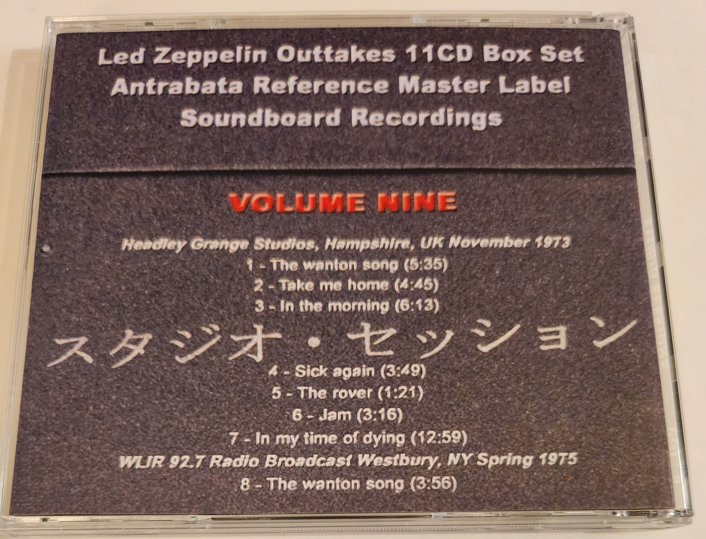 Led Zeppelin Outtakes 11CD Box Set
Antrabata Reference Master Label
Soundboard Recordings
VOLUME NINE
Headley Grange Studios, Hampshire, UK November 1973
1 - The wanton song (5:35)
2 - Take me home (4:45)
3 - In the morning (6:13)
スタジオ・セッション
4 - Sick again (3:49)
5 - The rover (1:21)
6 - Jam (3:16)
7 - In my time of dying (12:59)
WLIR 92.7 Radio Broadcast Westbury, NY Spring 1975
8 - The wanton song (3:56)